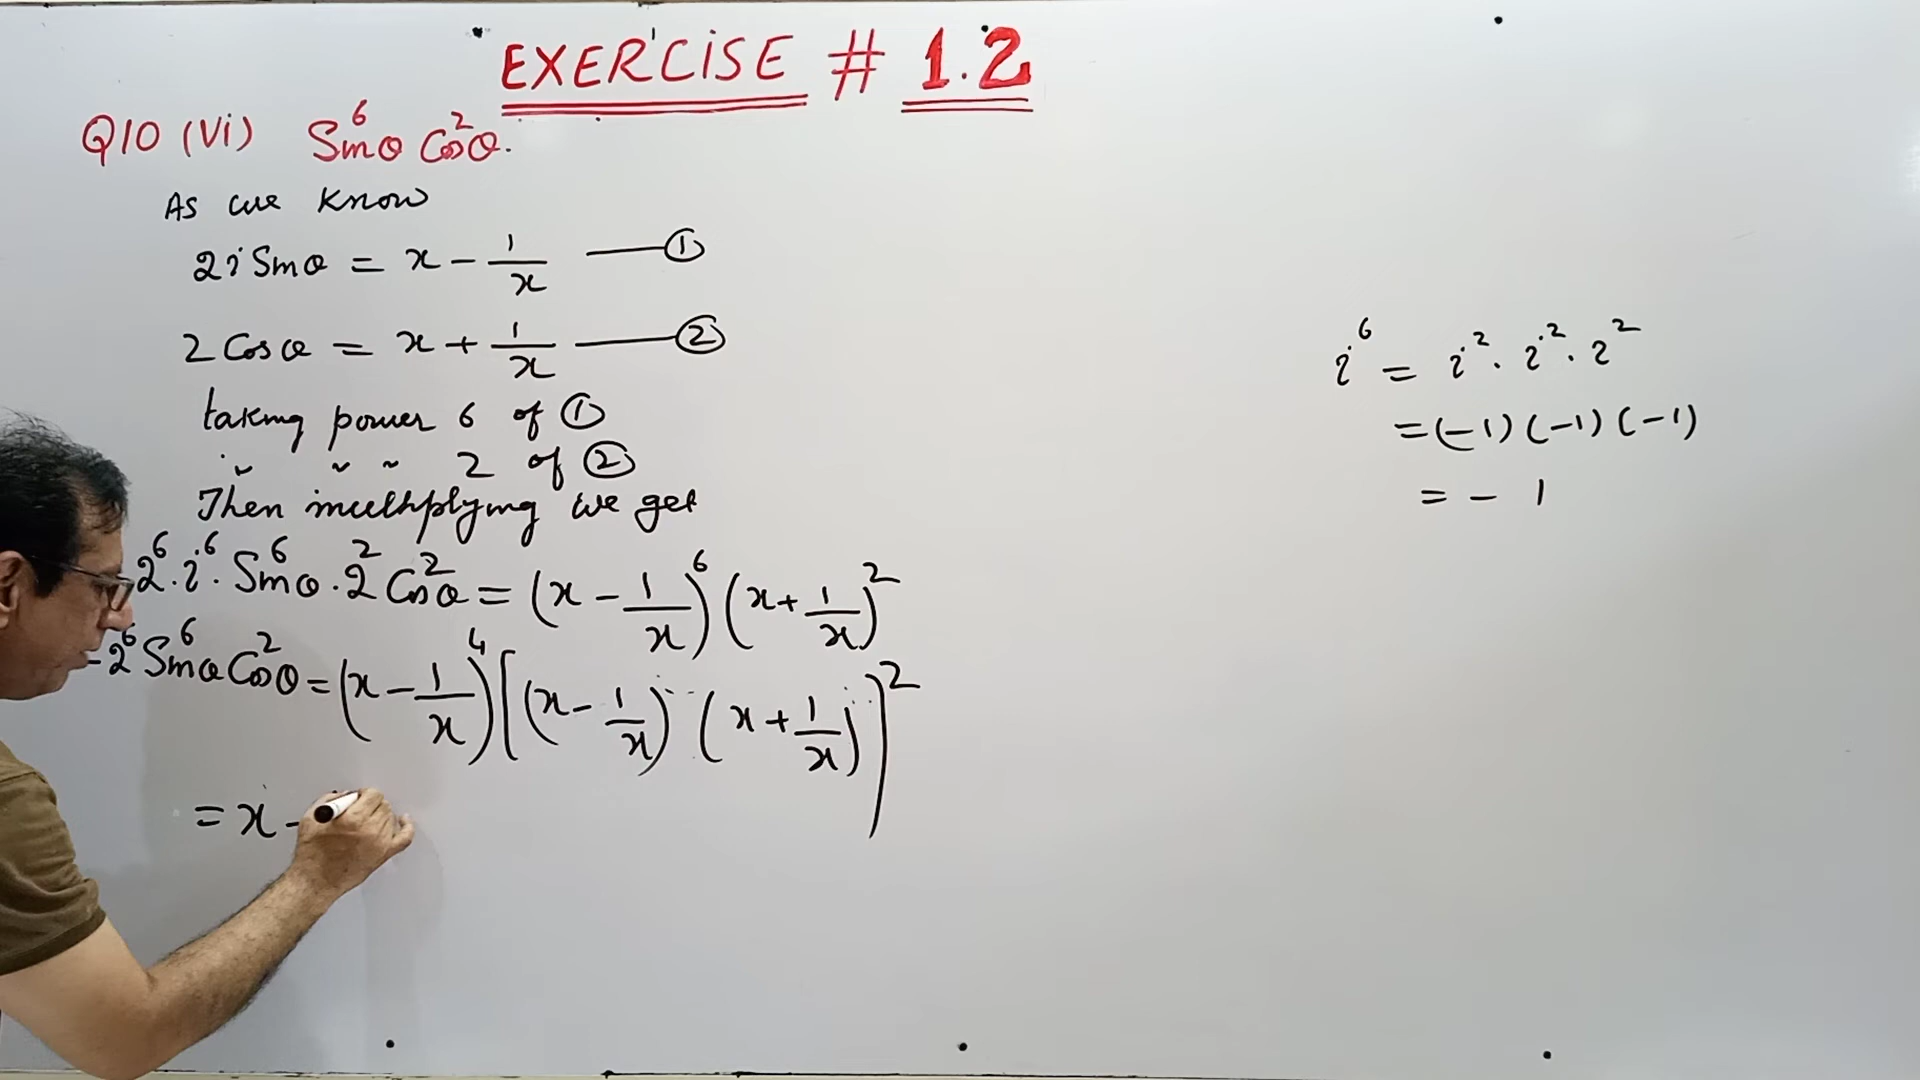 EXERCiSE # 1.2
Q10 (Vi) Sin⁶θ Cos²θ.
As we know
2i Sinθ = x - 1/x —— ①
2 Cosθ = x + 1/x —— ②
taking power 6 of ①
〃 〃 〃 2 of ②
Then multiplying we get
2⁶. i⁶. Sin⁶θ . 2² Cos²θ = (x - 1/x)⁶ (x + 1/x)²
-2⁶ Sin⁶θ Cos²θ = (x - 1/x)⁴ [(x - 1/x) (x + 1/x)]²
= x -
i⁶ = i² . i² . i²
= (-1) (-1) (-1)
= - 1